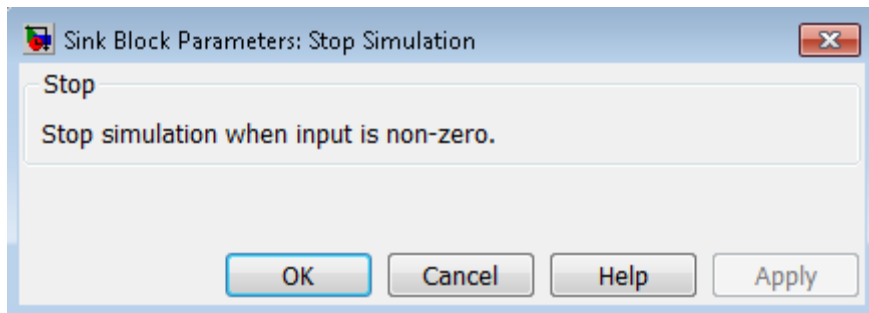 Sink Block Parameters: Stop Simulation
Stop
Stop simulation when input is non-zero.
OK Cancel Help Apply